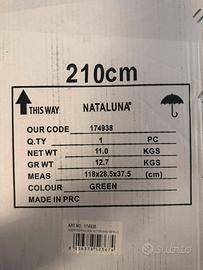 210cm
THIS WAY NATALUNA®
OUR CODE 174938
Q.TY 1 PC
NET WT 11.0 KGS
GR WT 12.7 KGS
MEAS 118x28.5x37.5 (cm)
COLOUR GREEN
MADE IN PRC
ART.NO. 174938
subito